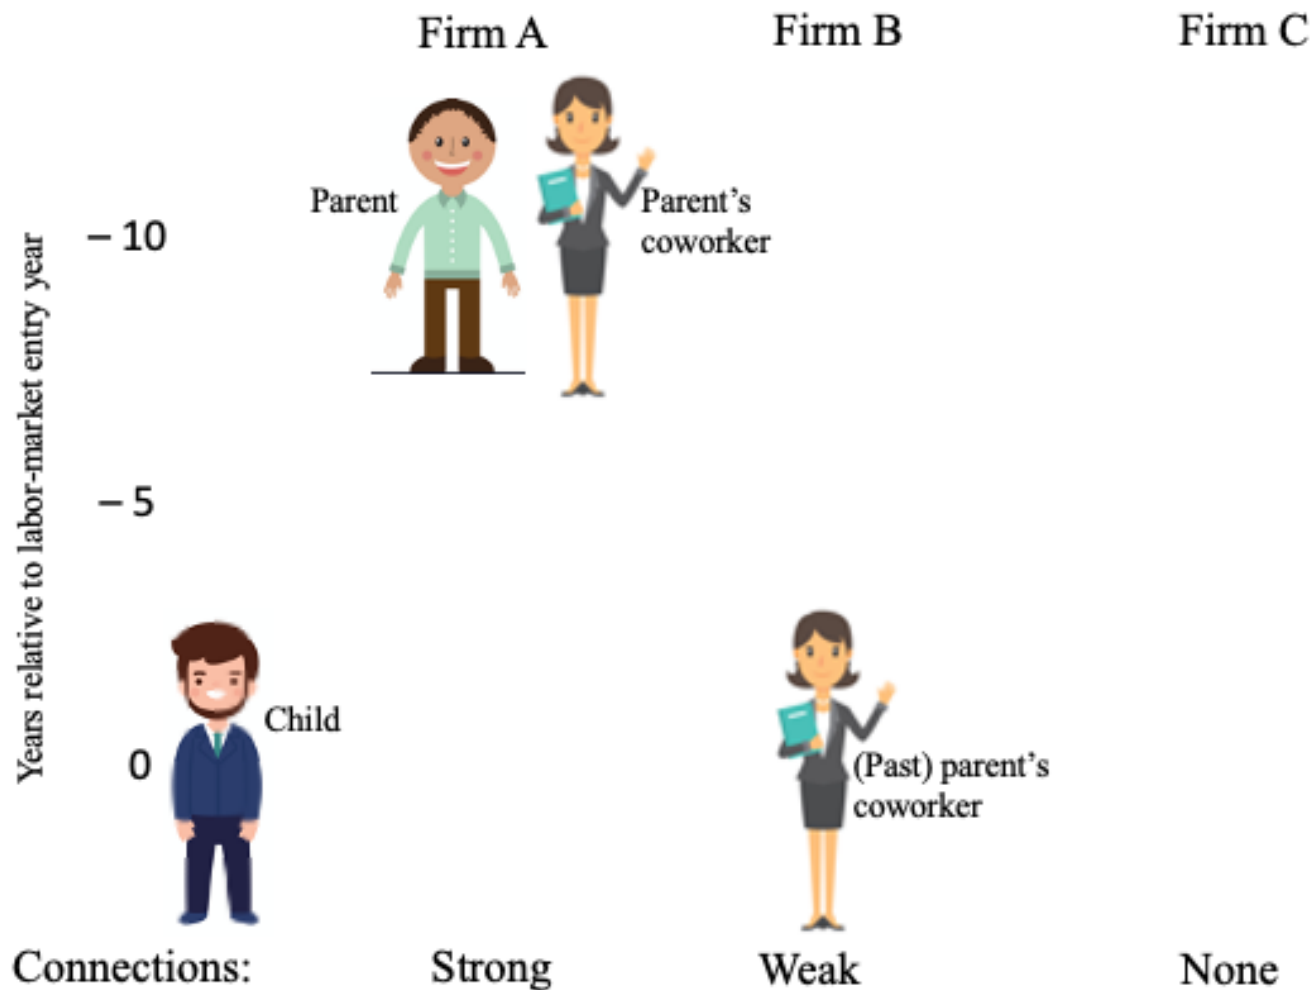 Firm A
Firm B
Firm C
Parent
Parent's
coworker
– 10
Years relative to labor-market entry year
– 5
Child
0
(Past) parent's
coworker
Connections:
Strong
Weak
None